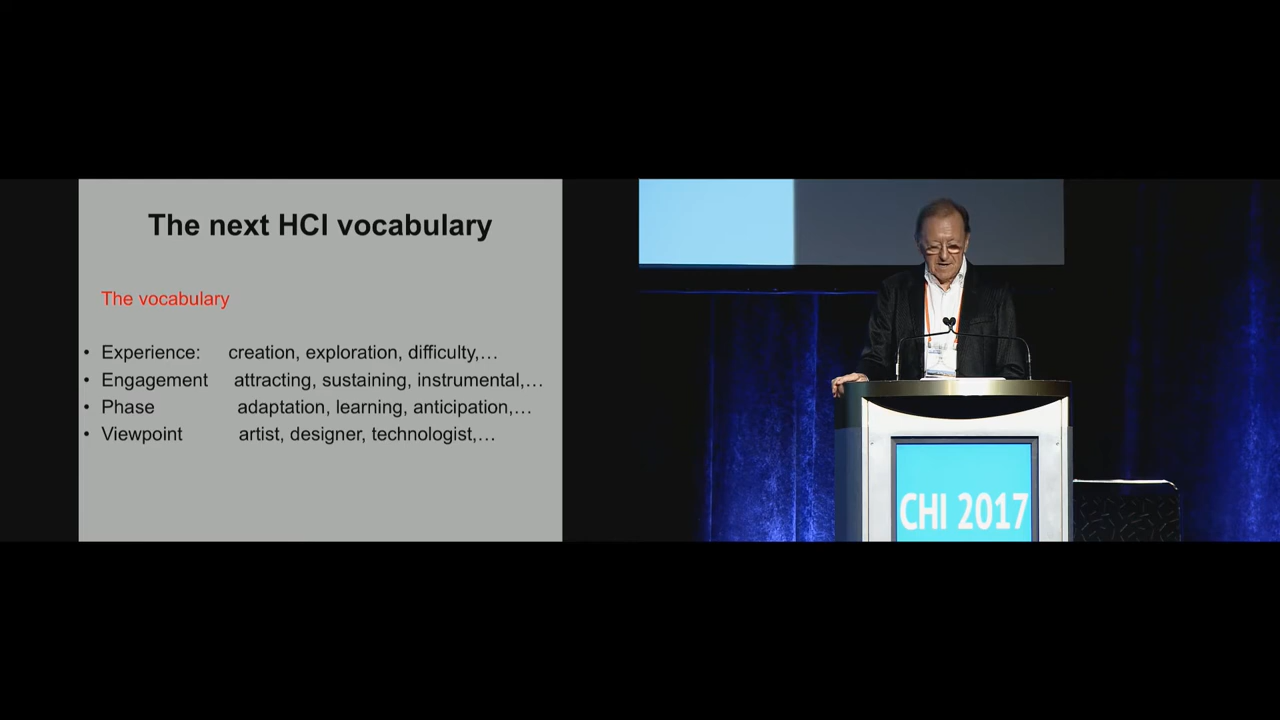 The next HCI vocabulary
The vocabulary
• Experience: creation, exploration, difficulty,…
• Engagement attracting, sustaining, instrumental,…
• Phase adaptation, learning, anticipation,…
• Viewpoint artist, designer, technologist,…
CHI 2017